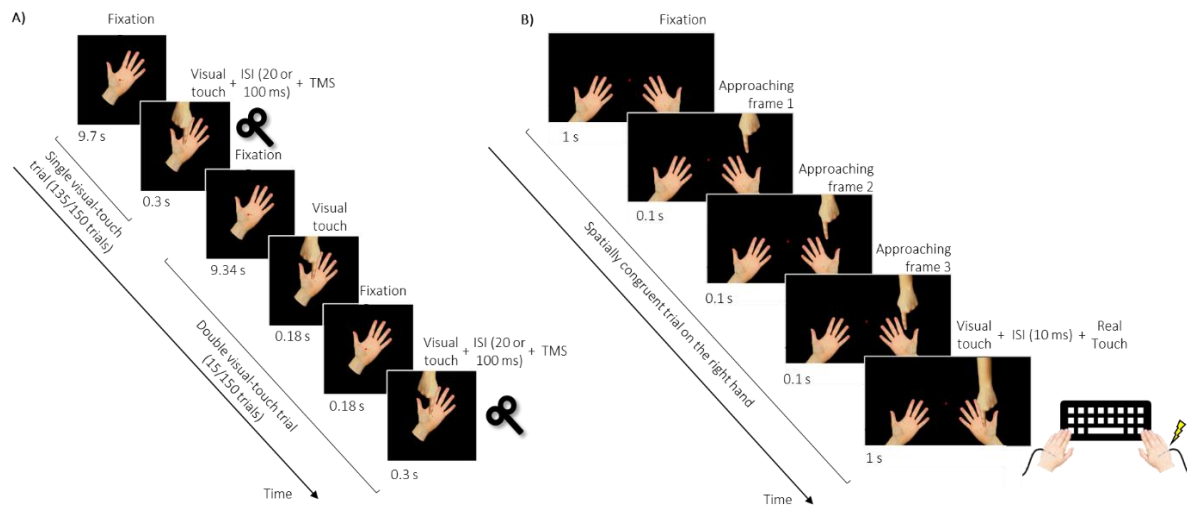 A)
Fixation
Visual
touch
+
ISI (20 or
100 ms)
+
TMS
9.7 s
Fixation
0.3 s
Visual
touch
9.34 s
Fixation
0.18 s
Visual
touch
+
ISI (20 or
100 ms)
+
TMS
0.18 s
0.3 s
Single visual-touch
trial (135/150 trials)
Double visual-touch trial
(15/150 trials)
Time
B)
Fixation
1 s
Approaching
frame 1
0.1 s
Approaching
frame 2
0.1 s
Approaching
frame 3
0.1 s
Visual
touch
+
ISI (10 ms)
+
Real
Touch
1 s
Spatially congruent trial on the right hand
Time